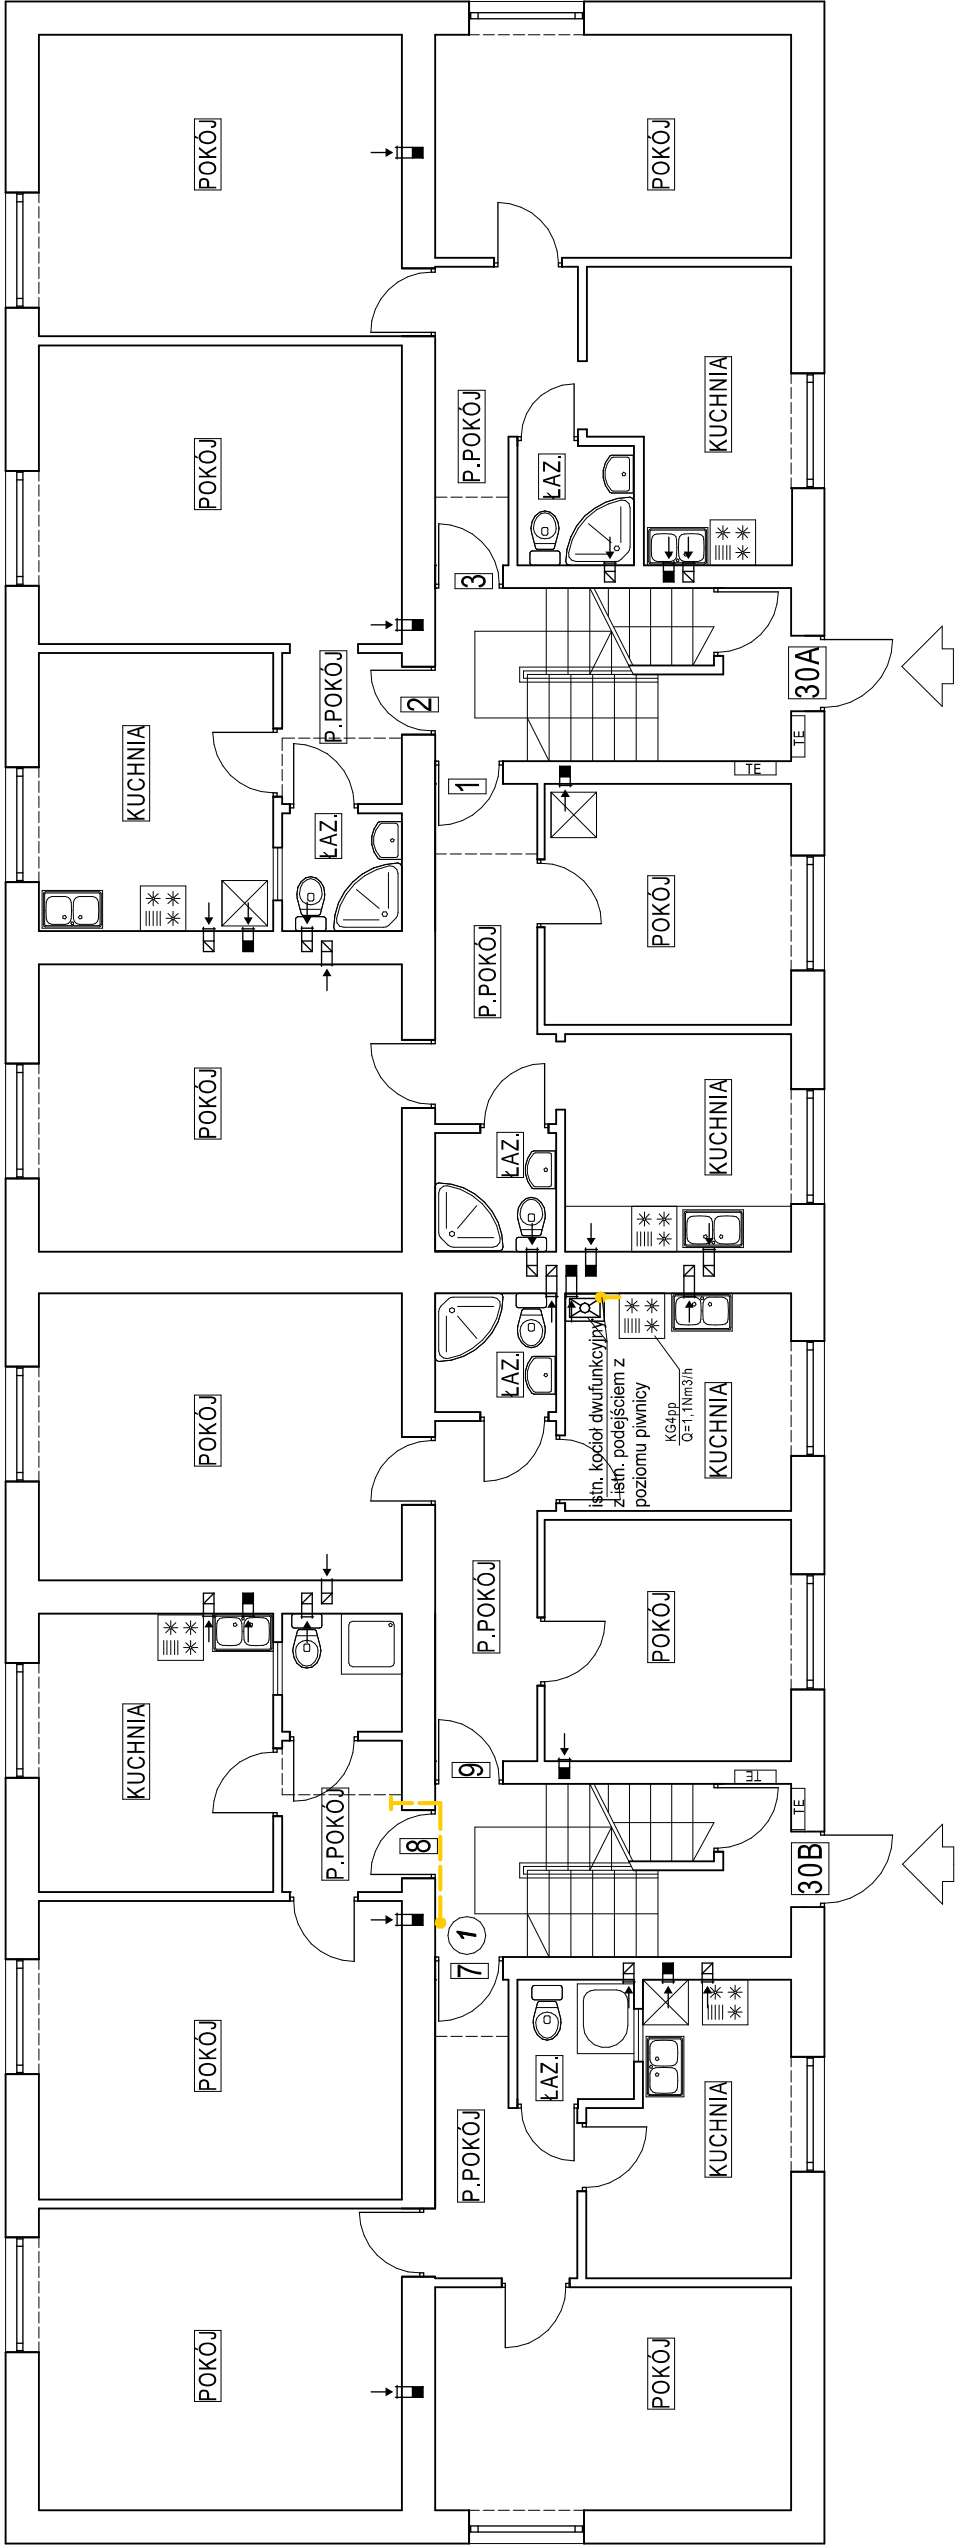 POKÓJ
POKÓJ
POKÓJ
P.POKÓJ
KUCHNIA
ŁAZ.
3
P.POKÓJ
2
30A
TE
TE
KUCHNIA
1
ŁAZ.
POKÓJ
P.POKÓJ
POKÓJ
KUCHNIA
ŁAZ.
ŁAZ.
POKÓJ
istn. kocioł dwufunkcyjny
z istn. podejściem z
poziomu piwnicy
KG4pp
Q=1,1Nm3/h
KUCHNIA
P.POKÓJ
POKÓJ
KUCHNIA
9
TE
TE
P.POKÓJ
8
30B
1
7
POKÓJ
ŁAZ.
P.POKÓJ
KUCHNIA
POKÓJ
POKÓJ